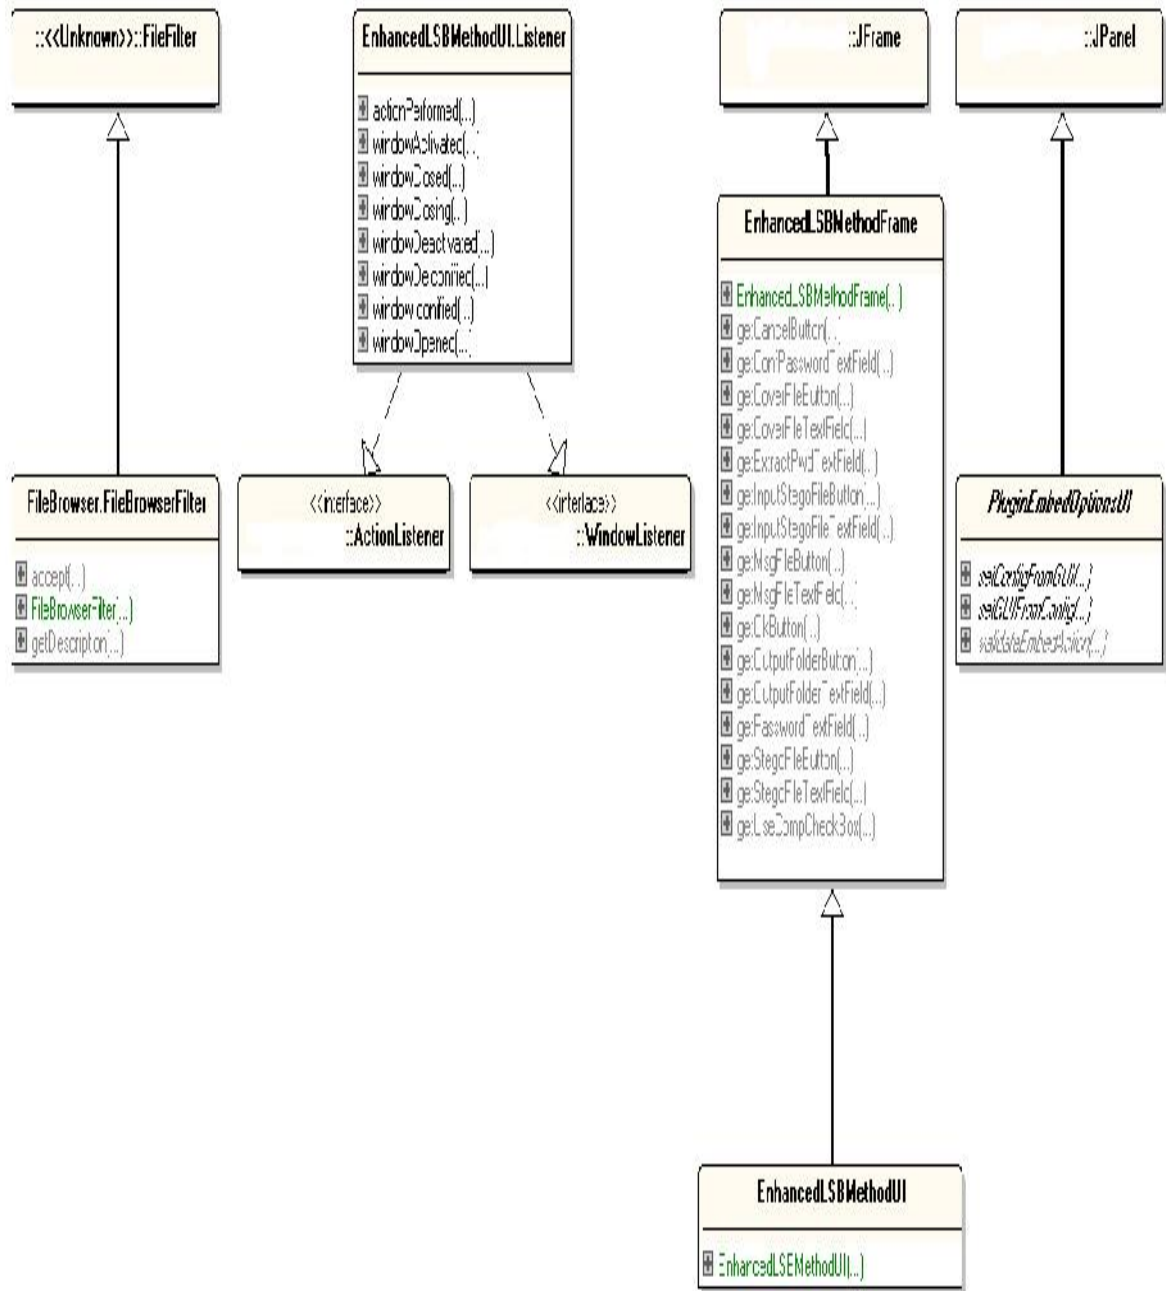 ::<<Unknown>>::FileFilter
EnhancedLSBMethodUI.Listener
actionPerformed(...)
windowActivated(...)
windowClosed(...)
windowClosing(...)
windowDeactivated(...)
windowDeiconified(...)
windowIconified(...)
windowOpened(...)
::JFrame
::JPanel
EnhancedLSBMethodFrame
EnhancedLSBMethodFrame(...)
getCancelButton(...)
getConfPasswordTextField(...)
getCoverFileButton(...)
getCoverFileTextField(...)
getExtractPwdTextField(...)
getInputStegoFileButton(...)
getInputStegoFileTextField(...)
getMsgFileButton(...)
getMsgFileTextField(...)
getOkButton(...)
getOutputFolderButton(...)
getOutputFolderTextField(...)
getPasswordTextField(...)
getStegoFileButton(...)
getStegoFileTextField(...)
getUseCompCheckBox(...)
FileBrowser.FileBrowserFilter
accept(...)
FileBrowserFilter(...)
getDescription(...)
<<interface>>
::ActionListener
<<interface>>
::WindowListener
PluginEmbedOptionsUI
setConfigFromGUI(...)
setGUIFromConfig(...)
validateEmbedAction(...)
EnhancedLSBMethodUI
EnhancedLSBMethodUI(...)